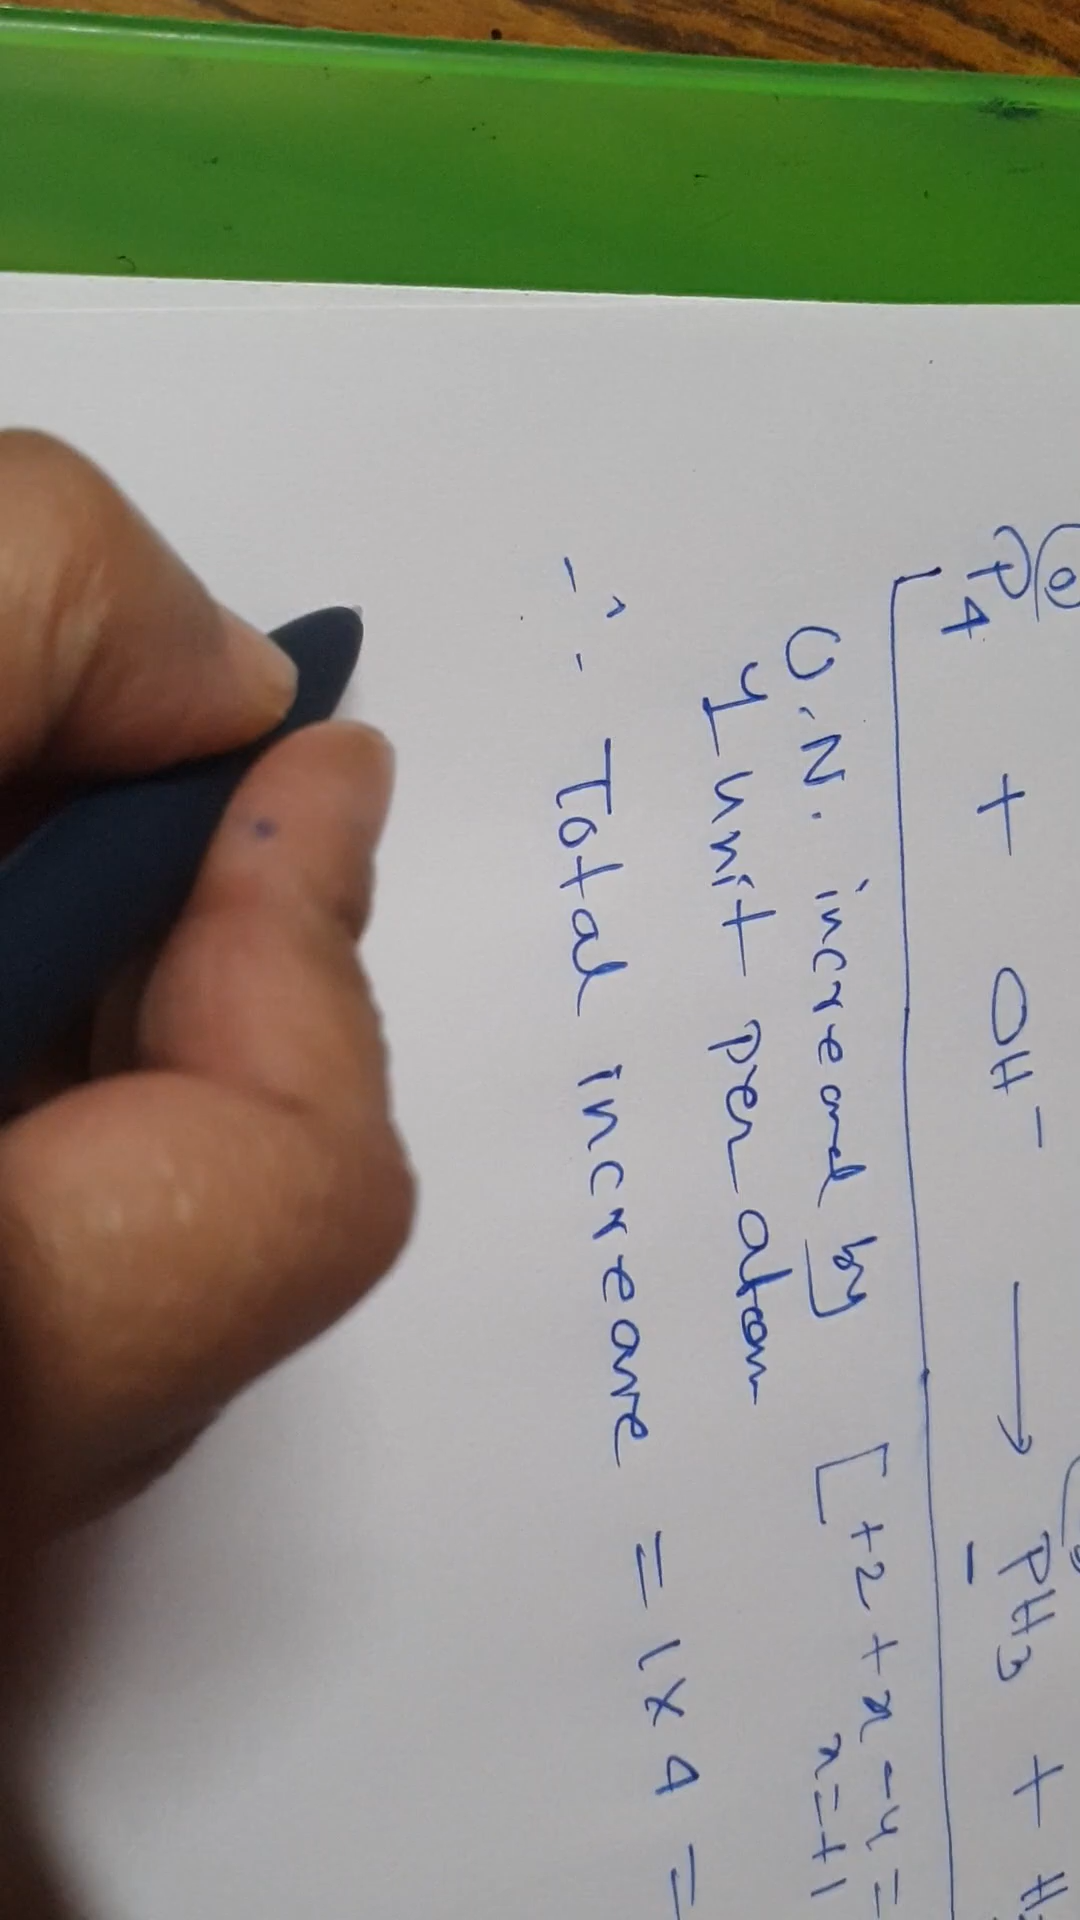 P4 + OH⁻ ⟶ PH3 + H
O.N. increased by [+2+x-4=
1 unit per atom x=+1
∴ Total increase = 1×4 =